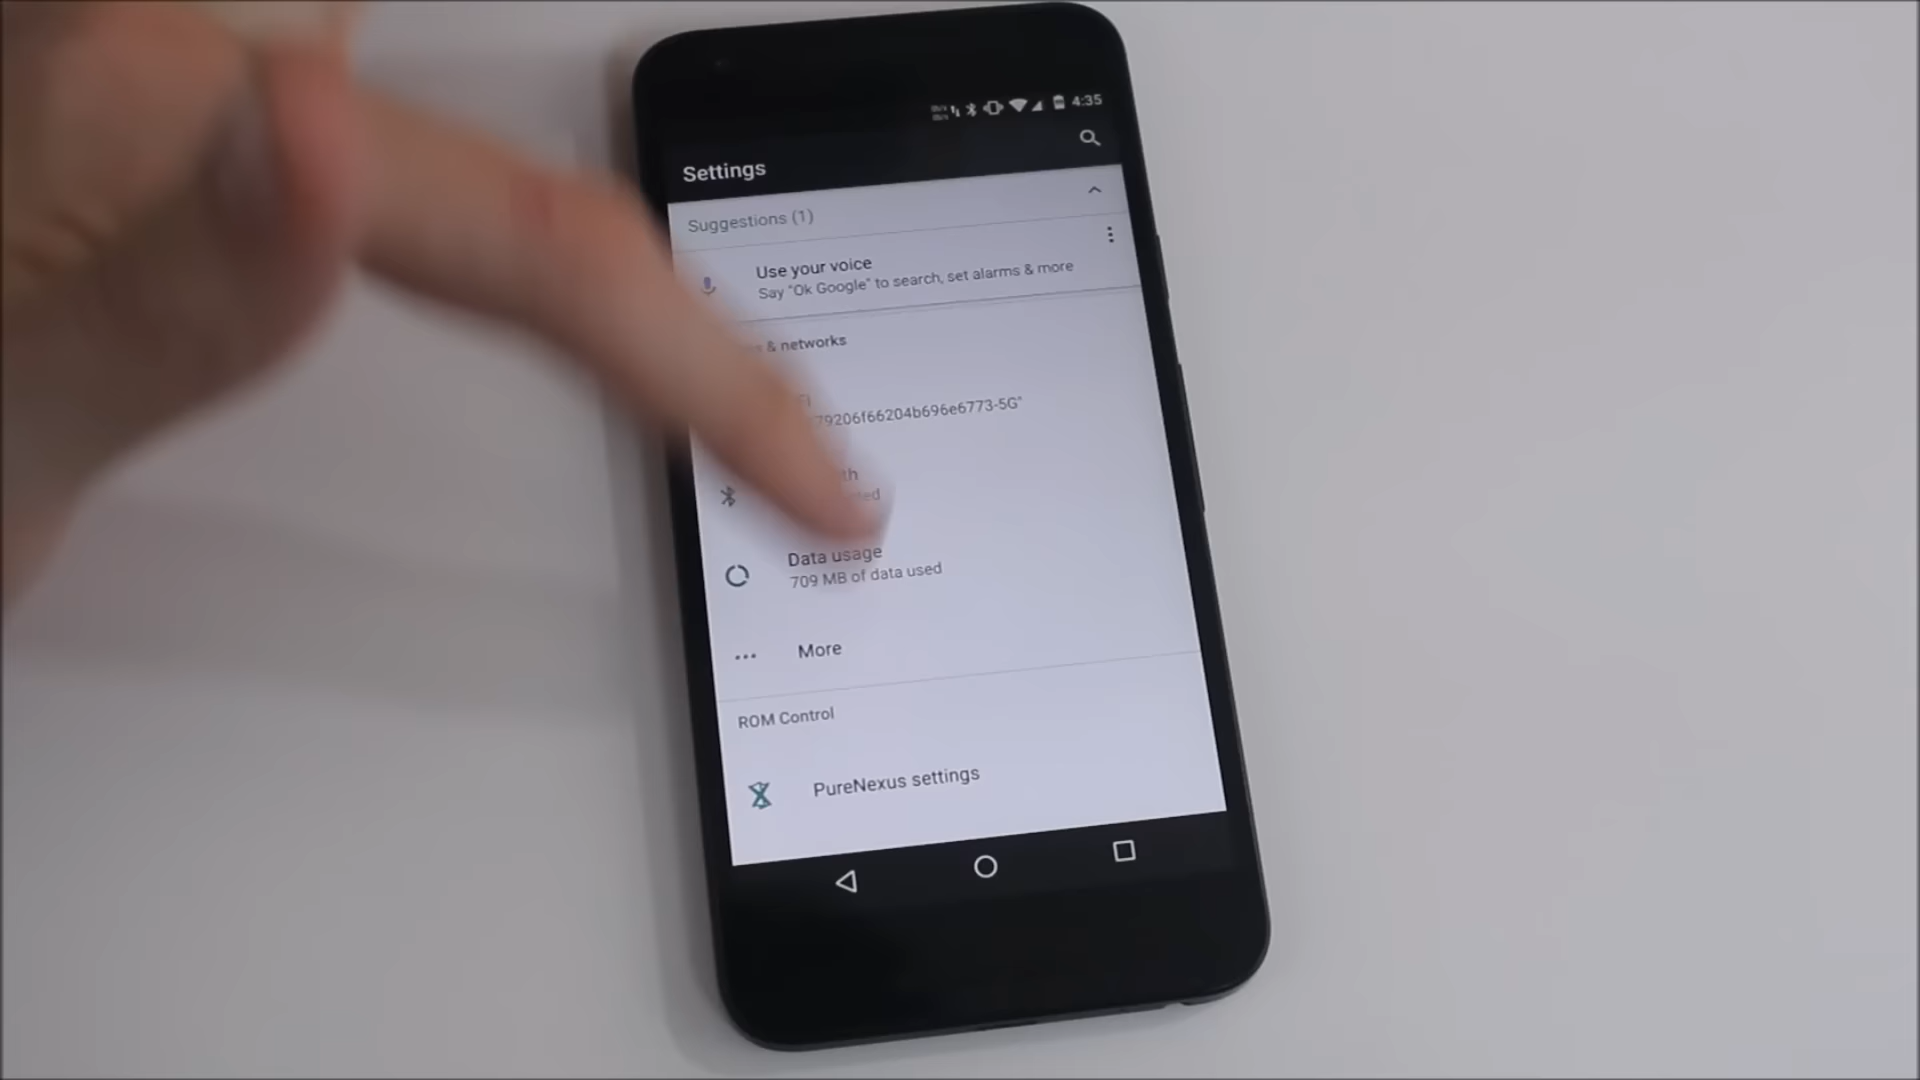 4:35
Settings
Suggestions (1)
Use your voice
Say "Ok Google" to search, set alarms & more
& networks
79206f66204b696e6773-5G"
Data usage
709 MB of data used
More
ROM Control
PureNexus settings